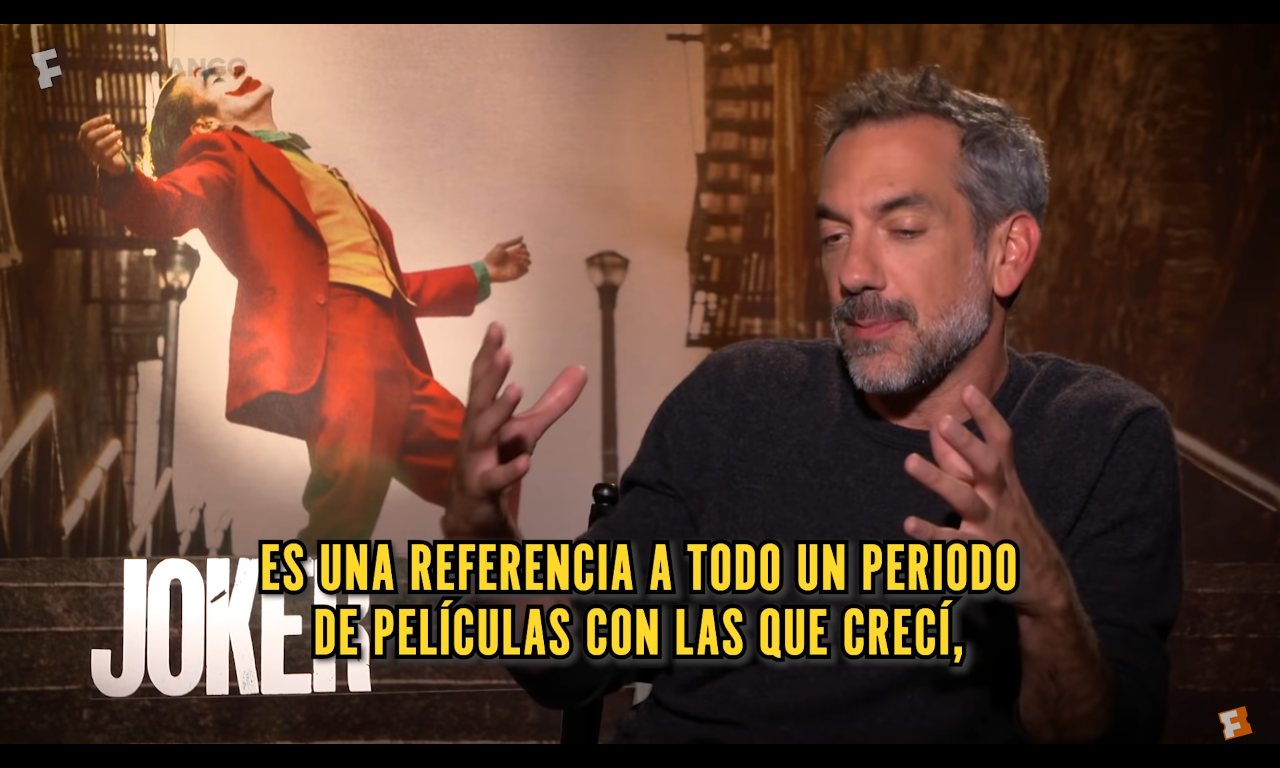 ES UNA REFERENCIA A TODO UN PERIODO
DE PELÍCULAS CON LAS QUE CRECÍ,
JOKER